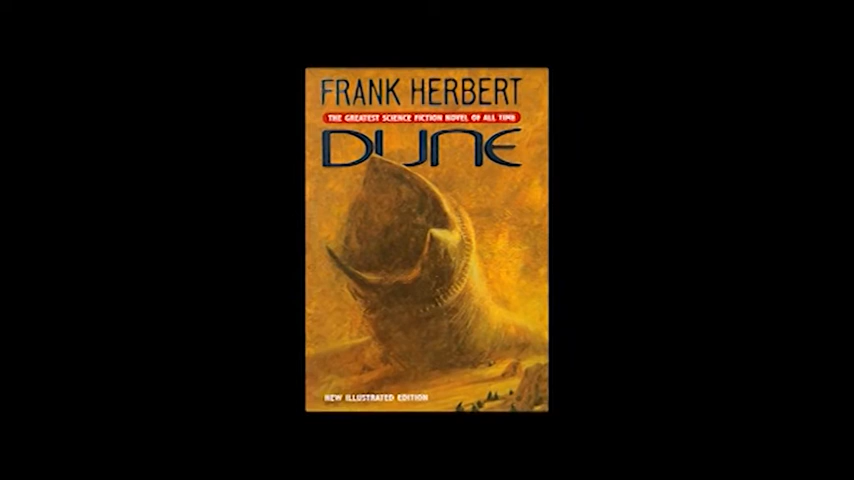 FRANK HERBERT
THE GREATEST SCIENCE FICTION NOVEL OF ALL TIME
DUNE
NEW ILLUSTRATED EDITION